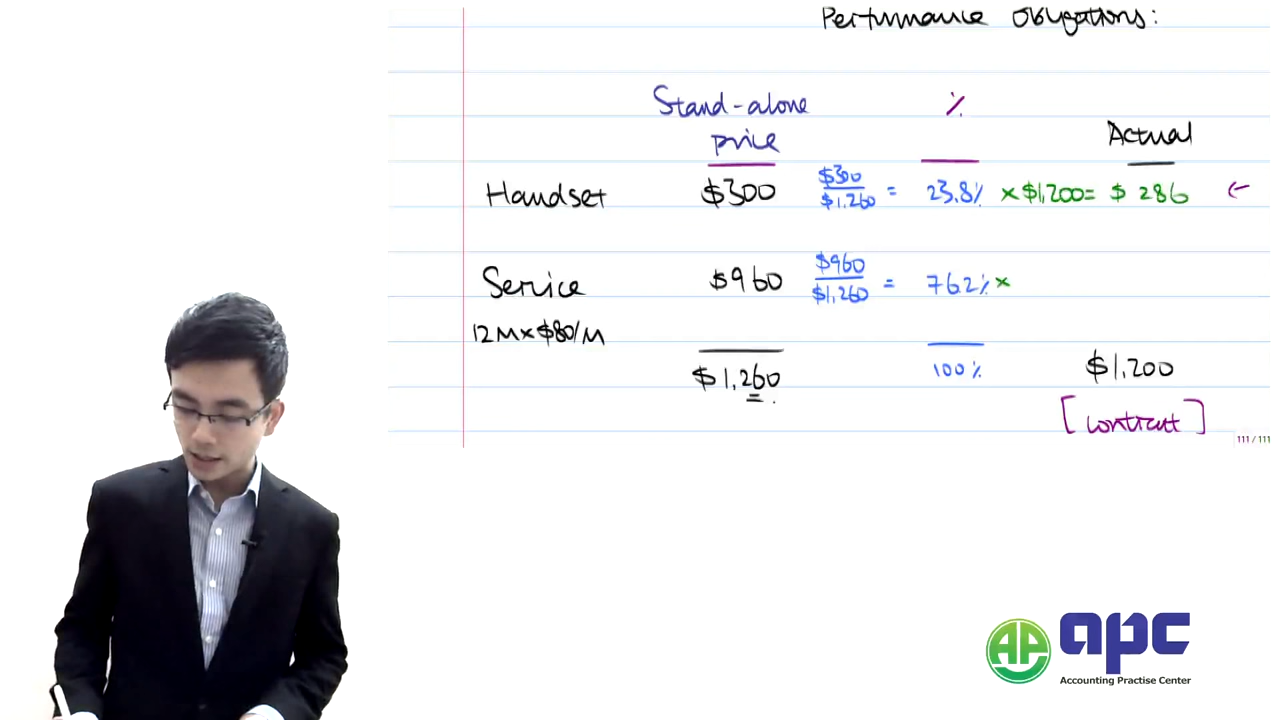 Performance obligations:
Stand-alone price
%
Actual
Handset $300 $300/$1,260 = 23.8% × $1,200= $ 286 ←
Service $960 $960/$1,260 = 76.2% ×
12M×$80/M
$1,260 100% $1,200
[contract]
111 / 111
AP apc
Accounting Practise Center